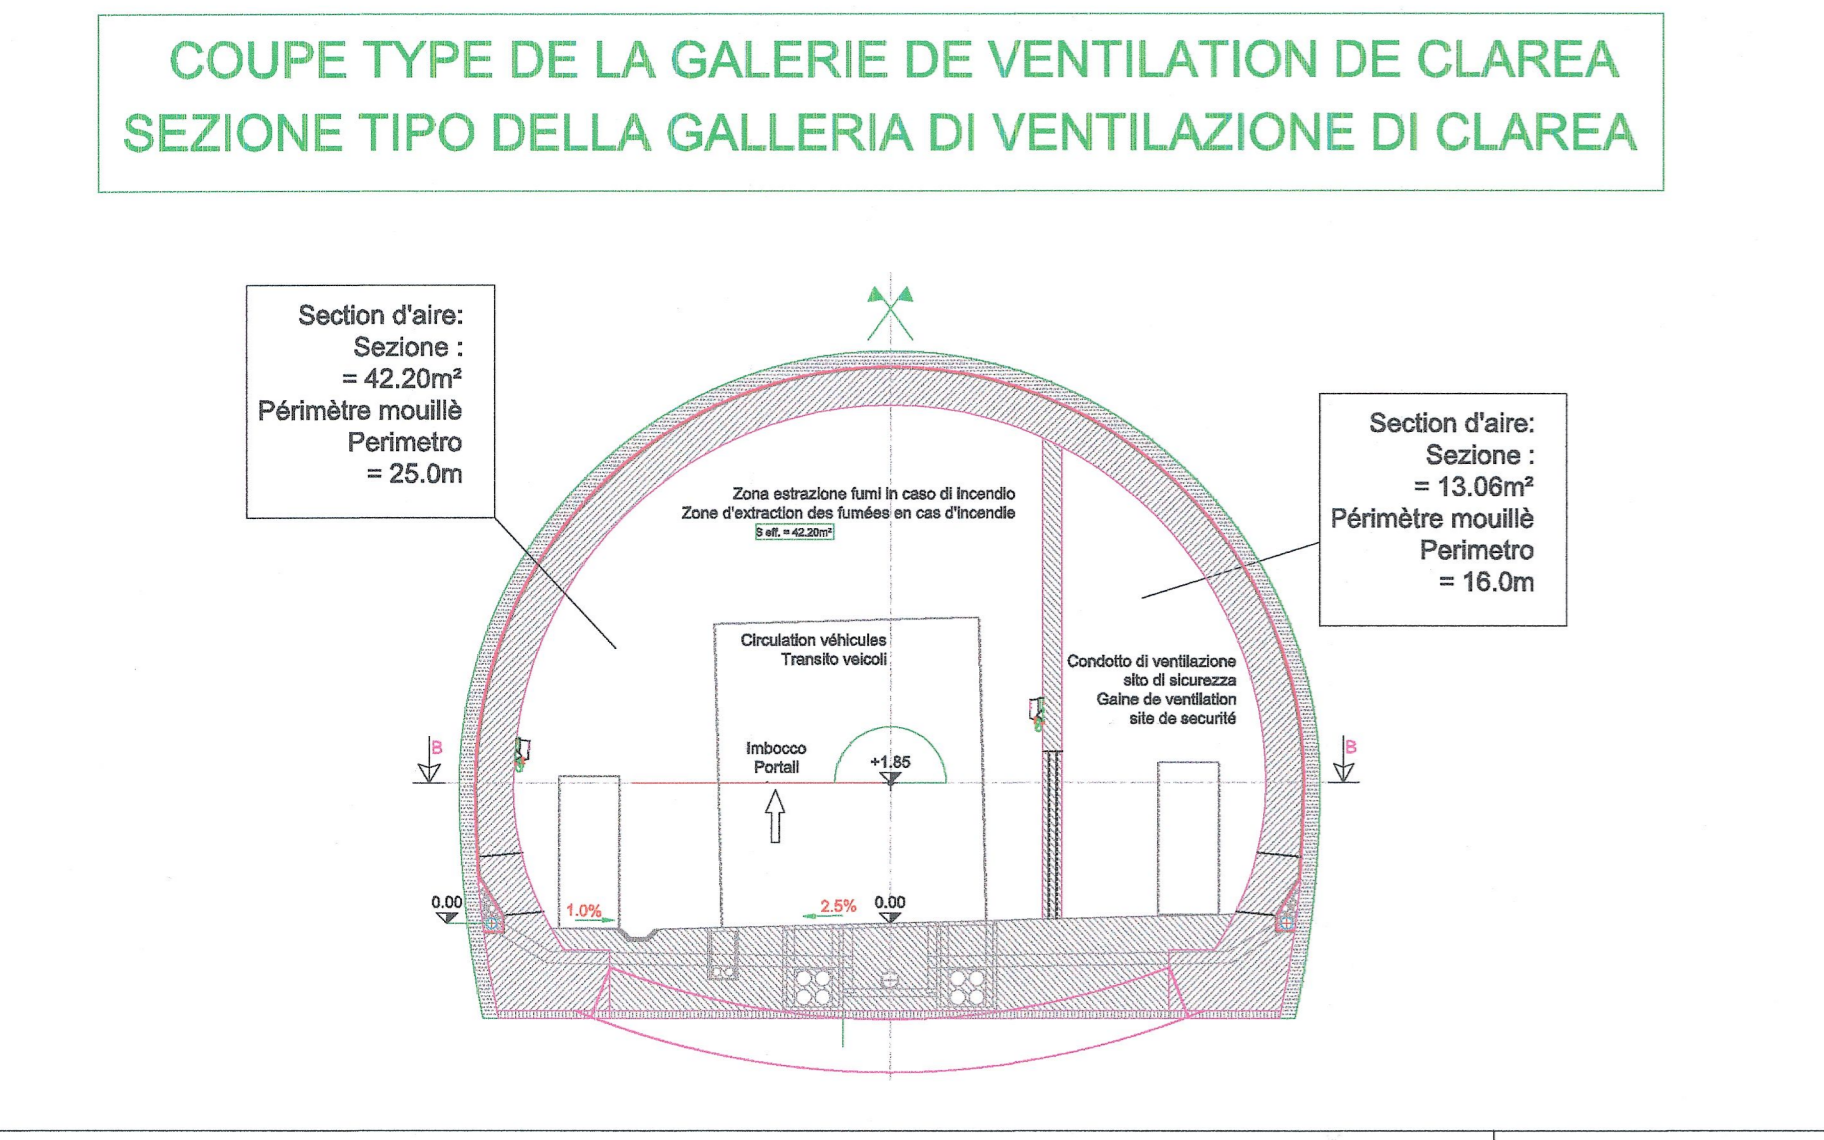 COUPE TYPE DE LA GALERIE DE VENTILATION DE CLAREA
SEZIONE TIPO DELLA GALLERIA DI VENTILAZIONE DI CLAREA
Section d'aire:
Sezione :
= 42.20m²
Périmètre mouillè
Perimetro
= 25.0m
Section d'aire:
Sezione :
= 13.06m²
Périmètre mouillè
Perimetro
= 16.0m
Zona estrazione fumi in caso di incendio
Zone d'extraction des fumées en cas d'incendie
S eff. = 42.20m²
Circulation véhicules
Transito veicoli
Condotto di ventilazione
sito di sicurezza
Gaine de ventilation
site de securité
B
Imbocco
Portail
+1.85
B
0.00
1.0%
2.5%
0.00